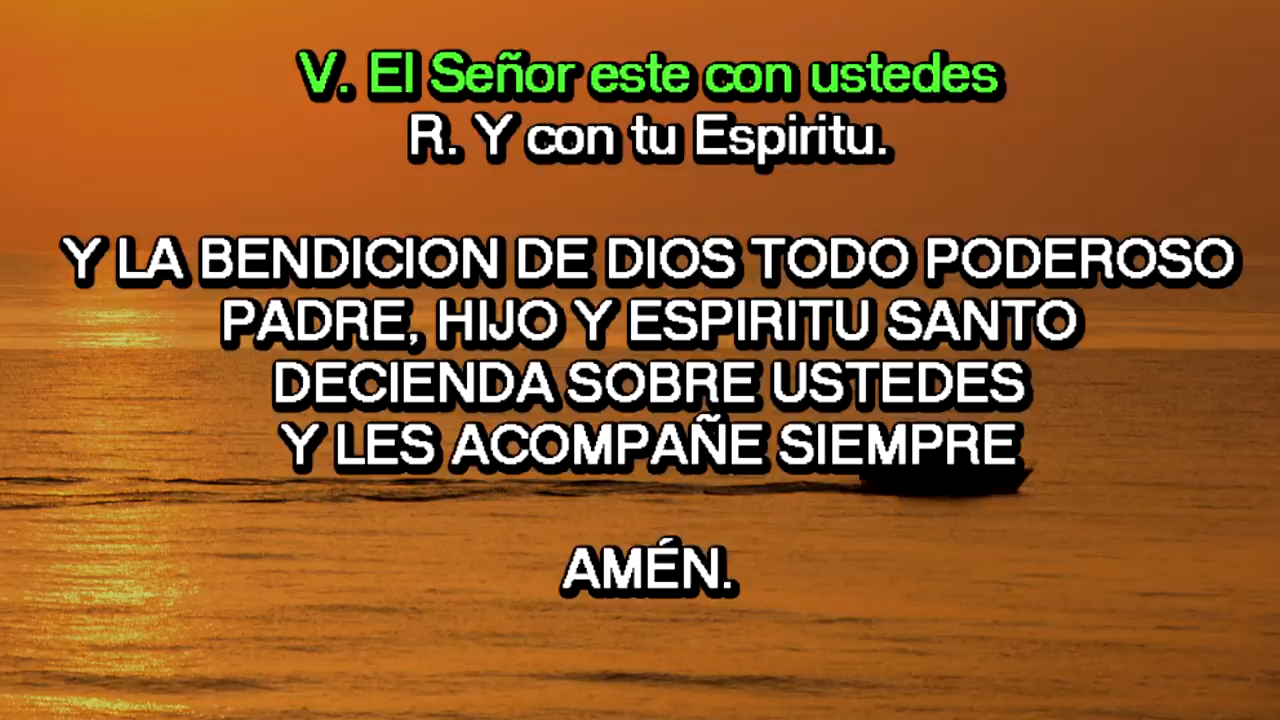 V. El Señor este con ustedes
R. Y con tu Espiritu.
Y LA BENDICION DE DIOS TODO PODEROSO
PADRE, HIJO Y ESPIRITU SANTO
DECIENDA SOBRE USTEDES
Y LES ACOMPAÑE SIEMPRE
AMÉN.